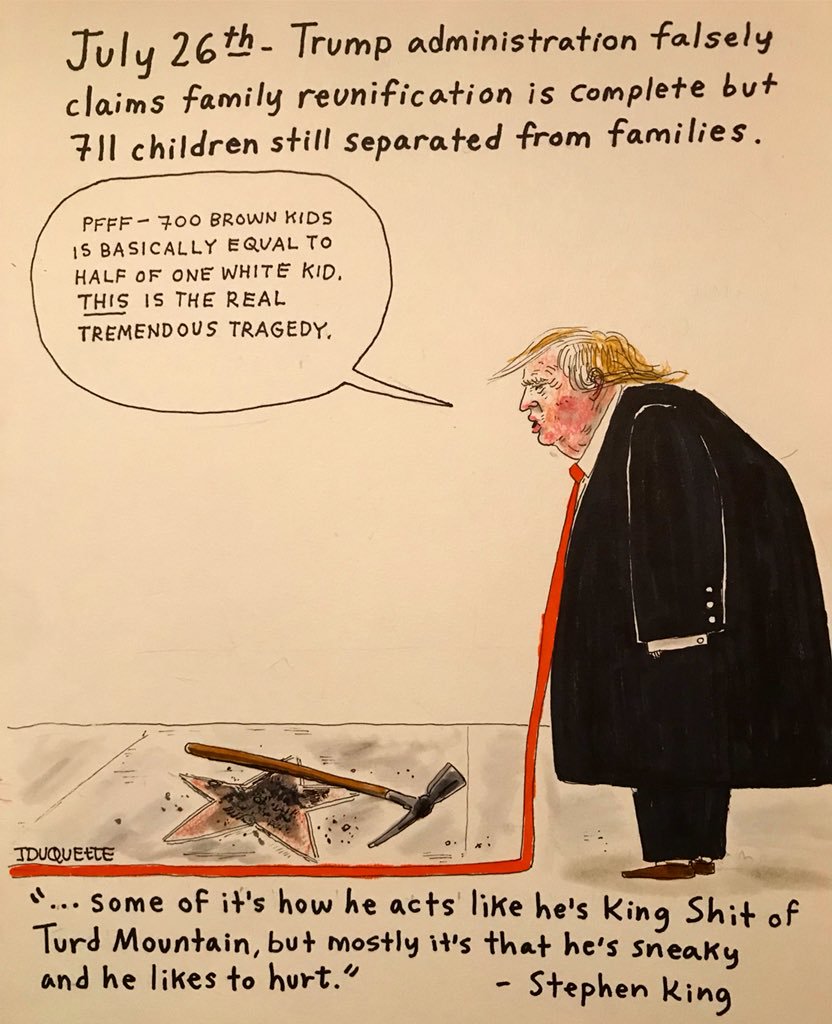 July 26th - Trump administration falsely
claims family reunification is complete but
711 children still separated from families.
PFFF - 700 BROWN KIDS
IS BASICALLY EQUAL TO
HALF OF ONE WHITE KID.
THIS IS THE REAL
TREMENDOUS TRAGEDY.
JDUQUETTE
"... some of it's how he acts like he's King Shit of
Turd Mountain, but mostly it's that he's sneaky
and he likes to hurt."
- Stephen King